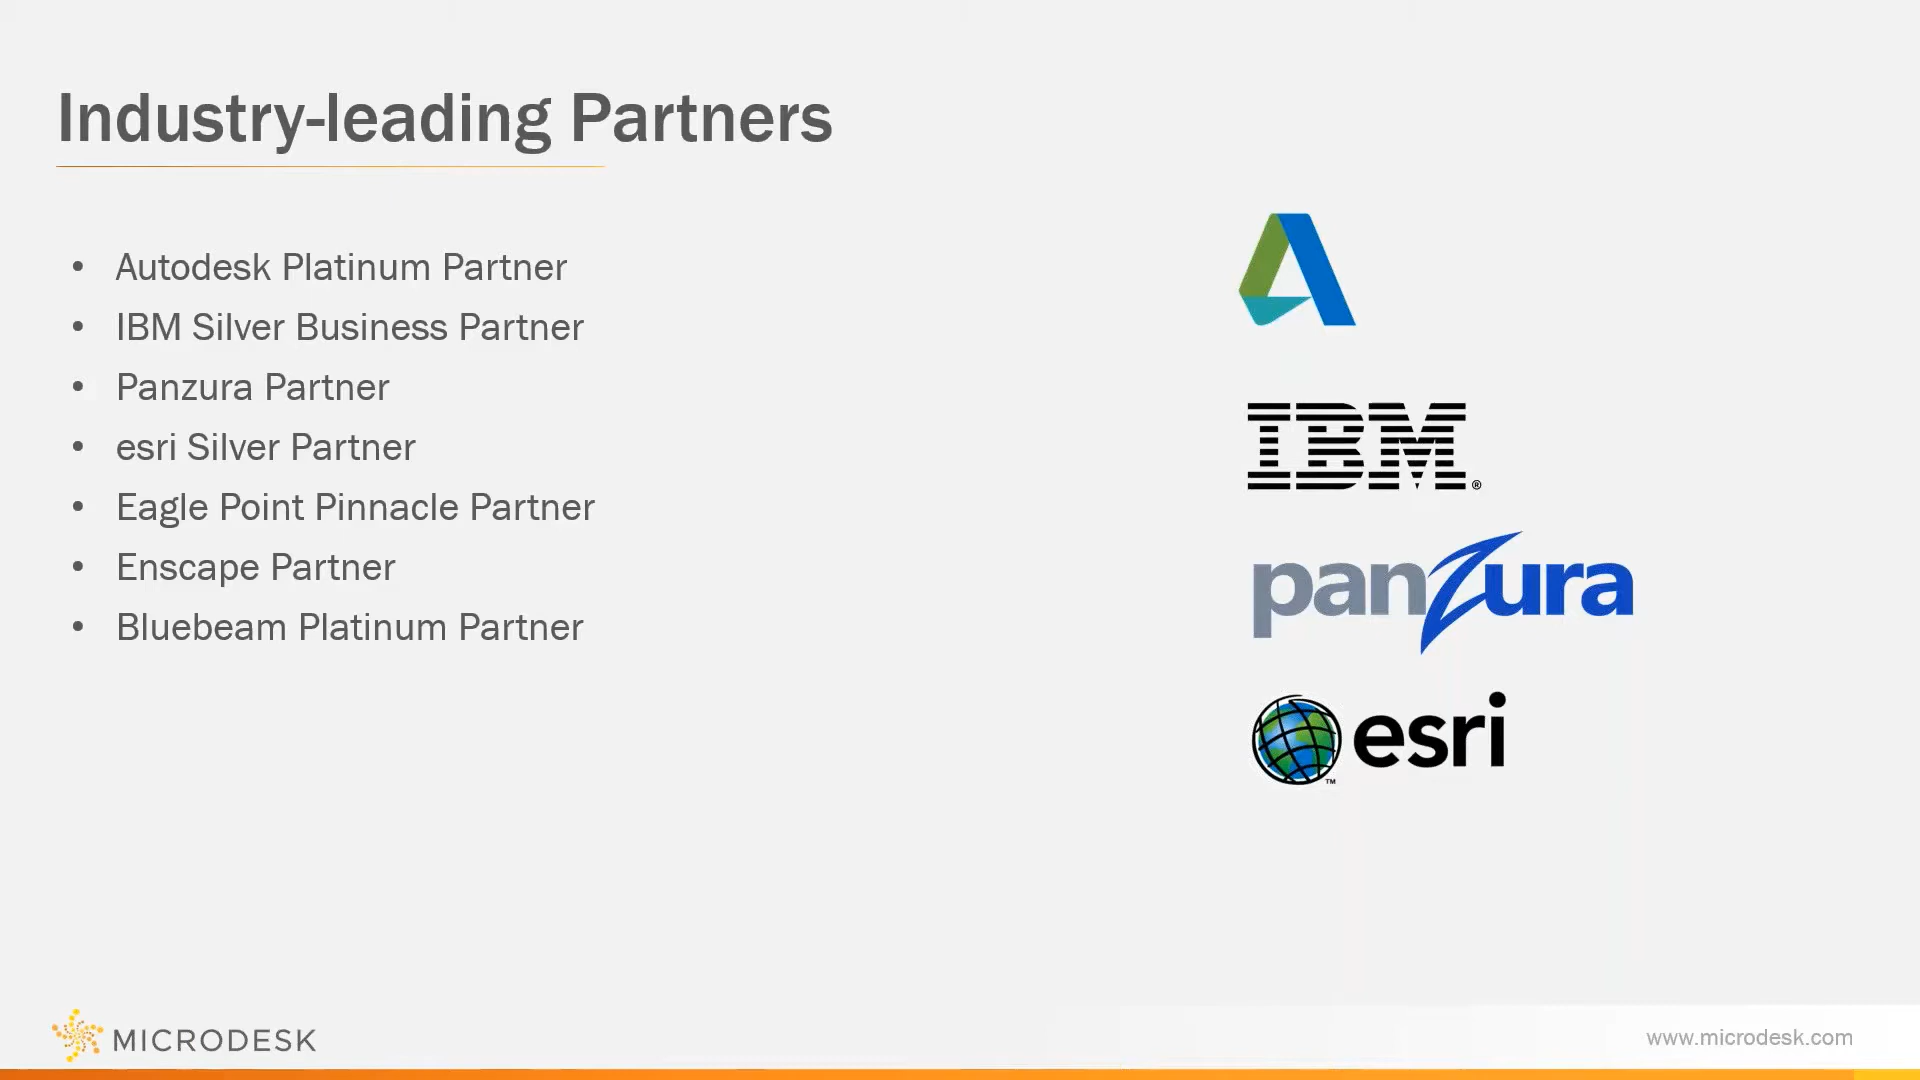 Industry-leading Partners
• Autodesk Platinum Partner
• IBM Silver Business Partner
• Panzura Partner
• esri Silver Partner
• Eagle Point Pinnacle Partner
• Enscape Partner
• Bluebeam Platinum Partner
IBM®
panzura
esri
TM
MICRODESK
www.microdesk.com